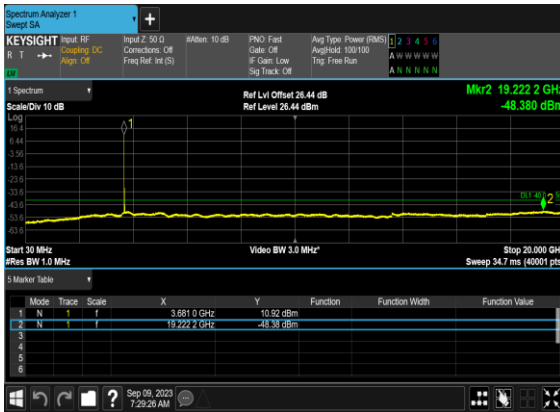 Spectrum Analyzer 1
Swept SA
+
KEYSIGHT Input: RF Input Z: 50 Ω #Atten: 10 dB PNO: Fast Avg Type: Power (RMS) 1 2 3 4 5 6
R T Coupling: DC Corrections: Off Gate: Off Avg|Hold: 100/100 A W W W W W
Align: Off Freq Ref: Int (S) IF Gain: Low Trig: Free Run
Sig Track: Off A N N N N N
1 Spectrum Ref Lvl Offset 26.44 dB Mkr2 19.222 2 GHz
Scale/Div 10 dB Ref Level 26.44 dBm -48.380 dBm
Log
16.4
6.44
-3.56
-13.6
-23.6
-33.6
-43.6
-53.6
-63.6
1
2
Start 30 MHz Video BW 3.0 MHz* Stop 20.000 GH
#Res BW 1.0 MHz Sweep 34.7 ms (40001 pts
5 Marker Table
Mode Trace Scale X Y Function Function Width Function Value
1 N 1 f 3.681 0 GHz 10.92 dBm
2 N 1 f 19.222 2 GHz -48.38 dBm
3
4
5
6
? Sep 09, 2023
7:29:26 AM